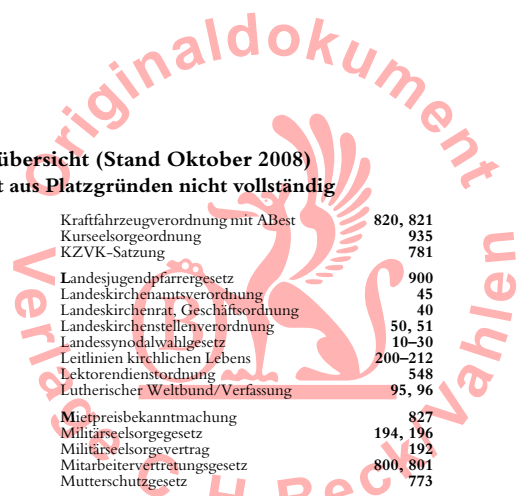 übersicht (Stand Oktober 2008)
t aus Platzgründen nicht vollständig
Kraftfahrzeugverordnung mit ABest 820, 821
Kurseelsorgeordnung 935
KZVK-Satzung 781
Landesjugendpfarrergesetz 900
Landeskirchenamtsverordnung 45
Landeskirchenrat, Geschäftsordnung 40
Landeskirchenstellenverordnung 50, 51
Landessynodalwahlgesetz 10–30
Leitlinien kirchlichen Lebens 200–212
Lektorendienstordnung 548
Lutherischer Weltbund/Verfassung 95, 96
Mietpreisbekanntmachung 827
Militärseelsorgegesetz 194, 196
Militärseelsorgevertrag 192
Mitarbeitervertretungsgesetz 800, 801
Mutterschutzgesetz 773
Originaldokument
Verlage C H Beck/Vahlen
B